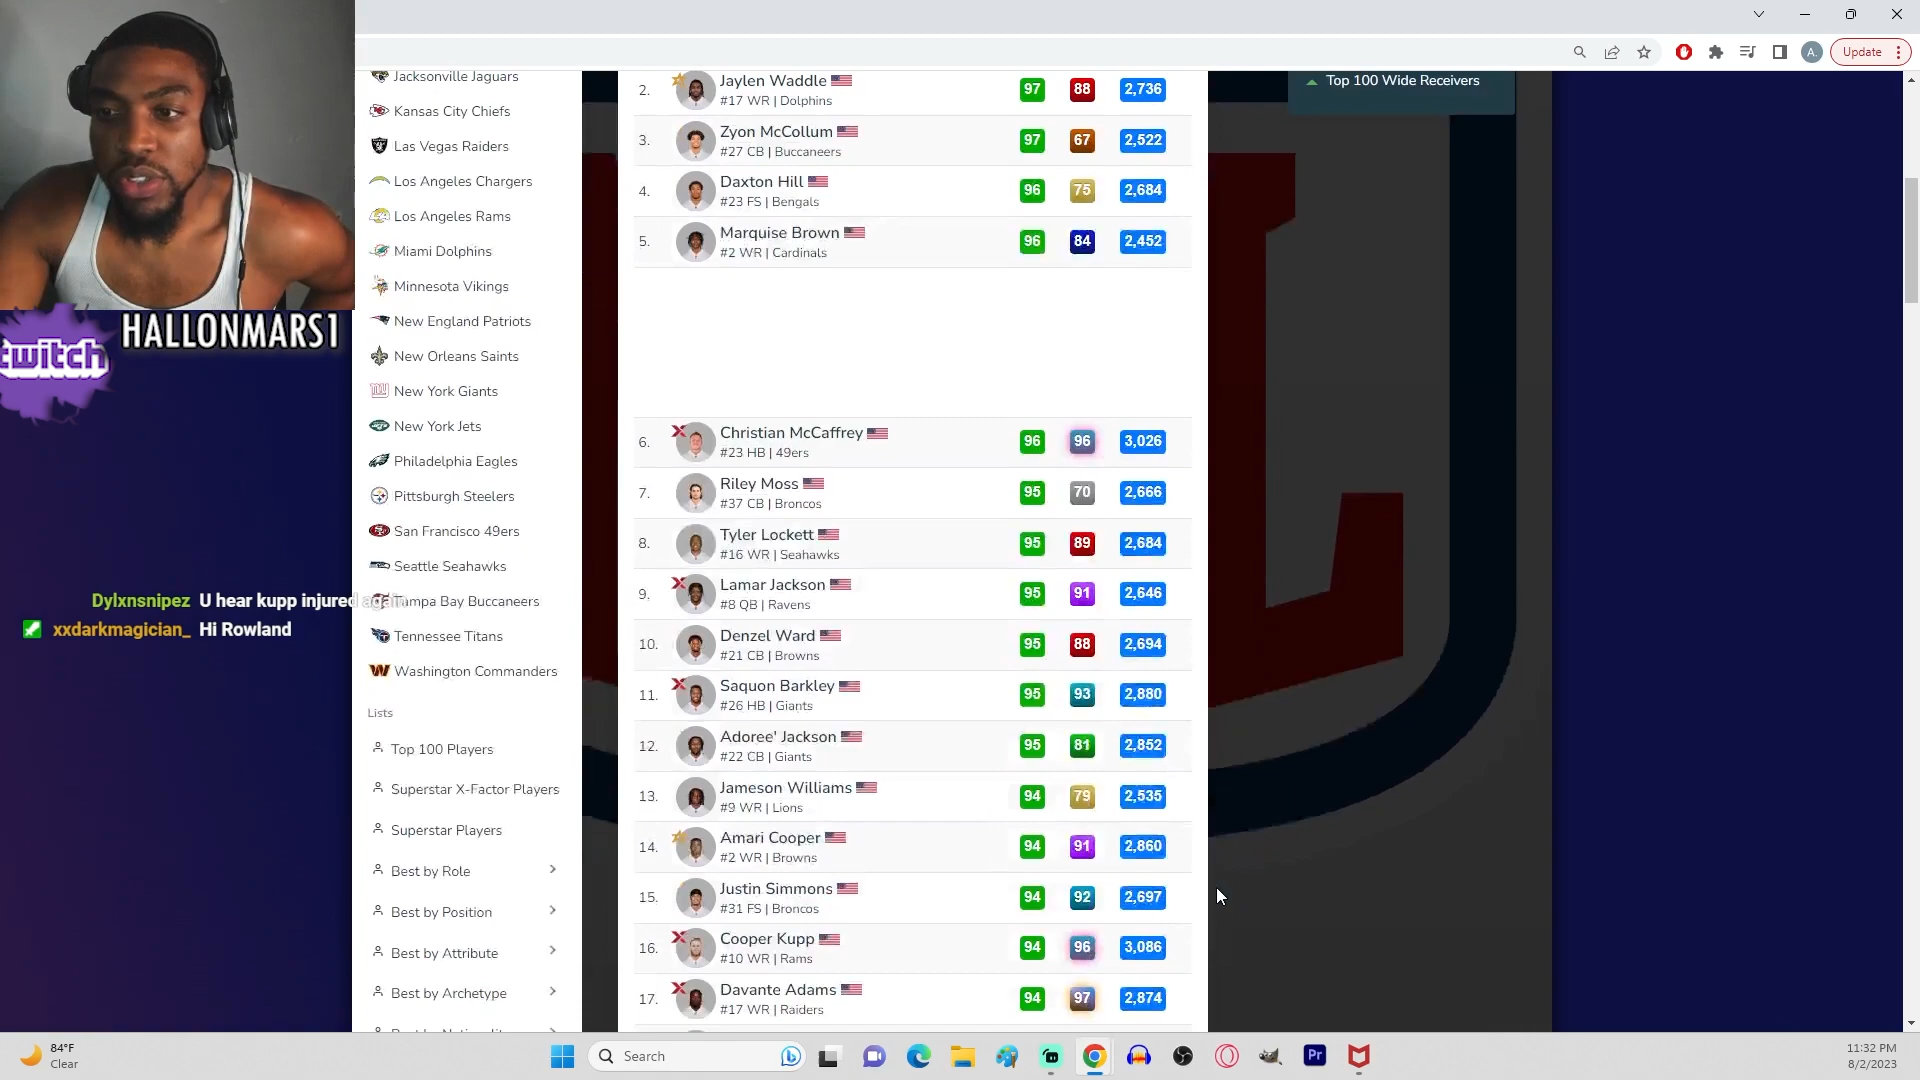 Update
Jacksonville Jaguars
Kansas City Chiefs
Las Vegas Raiders
Los Angeles Chargers
Los Angeles Rams
Miami Dolphins
Minnesota Vikings
New England Patriots
New Orleans Saints
New York Giants
New York Jets
Philadelphia Eagles
Pittsburgh Steelers
San Francisco 49ers
Seattle Seahawks
Tampa Bay Buccaneers
Tennessee Titans
Washington Commanders
Lists
Top 100 Players
Superstar X-Factor Players
Superstar Players
Best by Role
Best by Position
Best by Attribute
Best by Archetype
2. Jaylen Waddle 97 88 2,736
#17 WR | Dolphins
3. Zyon McCollum 97 67 2,522
#27 CB | Buccaneers
4. Daxton Hill 96 75 2,684
#23 FS | Bengals
5. Marquise Brown 96 84 2,452
#2 WR | Cardinals
6. Christian McCaffrey 96 96 3,026
#23 HB | 49ers
7. Riley Moss 95 70 2,666
#37 CB | Broncos
8. Tyler Lockett 95 89 2,684
#16 WR | Seahawks
9. Lamar Jackson 95 91 2,646
#8 QB | Ravens
10. Denzel Ward 95 88 2,694
#21 CB | Browns
11. Saquon Barkley 95 93 2,880
#26 HB | Giants
12. Adoree' Jackson 95 81 2,852
#22 CB | Giants
13. Jameson Williams 94 79 2,535
#9 WR | Lions
14. Amari Cooper 94 91 2,860
#2 WR | Browns
15. Justin Simmons 94 92 2,697
#31 FS | Broncos
16. Cooper Kupp 94 96 3,086
#10 WR | Rams
17. Davante Adams 94 97 2,874
#17 WR | Raiders
Top 100 Wide Receivers
twitch
HALLONMARS1
Dylxnsnipez U hear kupp injured again
xxdarkmagician_ Hi Rowland
84°F
Clear
Search
Pr
11:32 PM
8/2/2023
A.